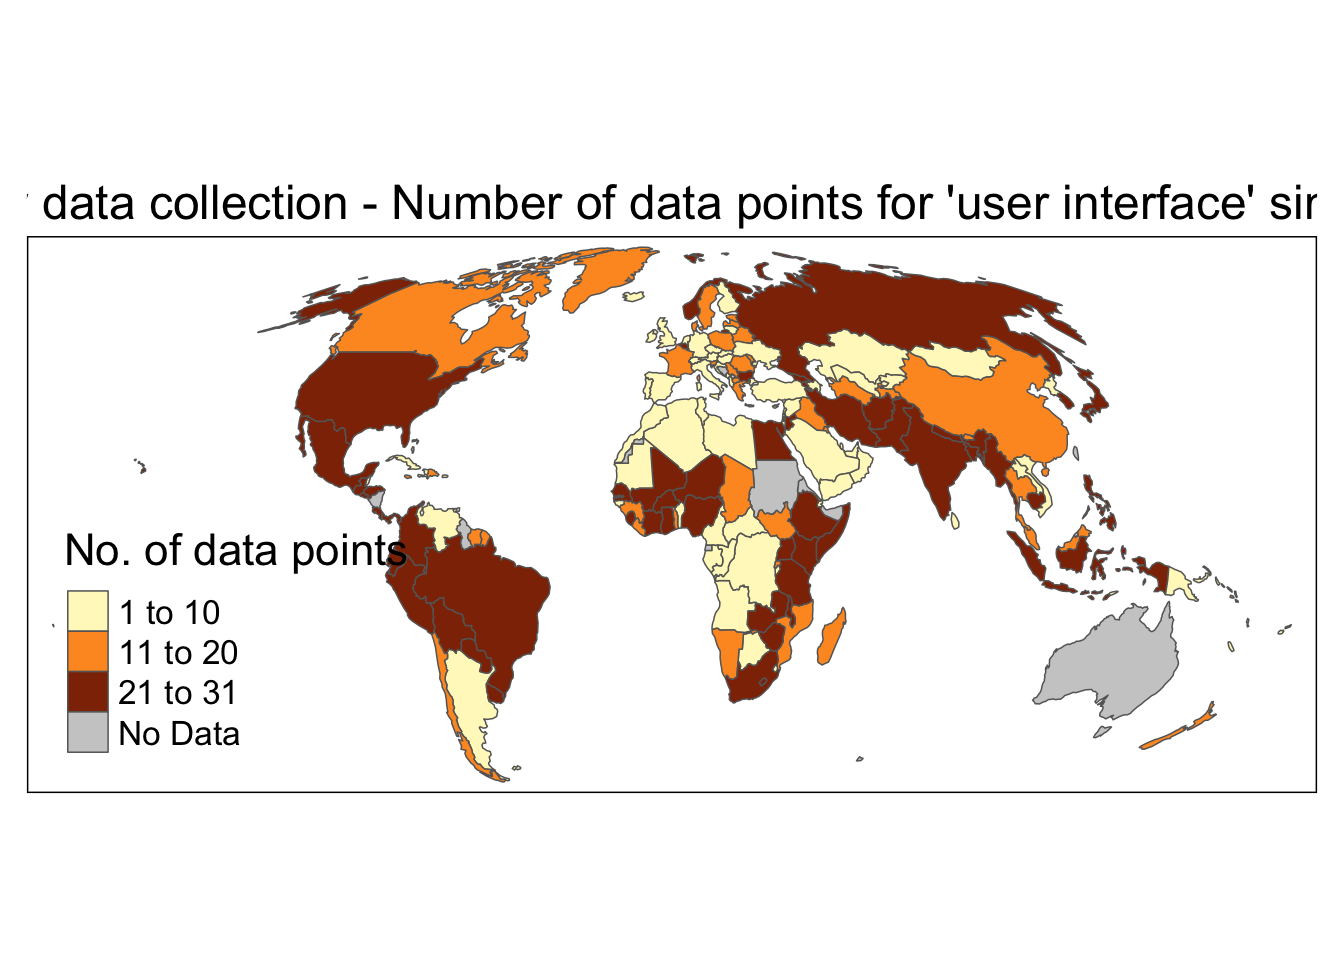 data collection - Number of data points for 'user interface'
No. of data points
1 to 10
11 to 20
21 to 31
No Data